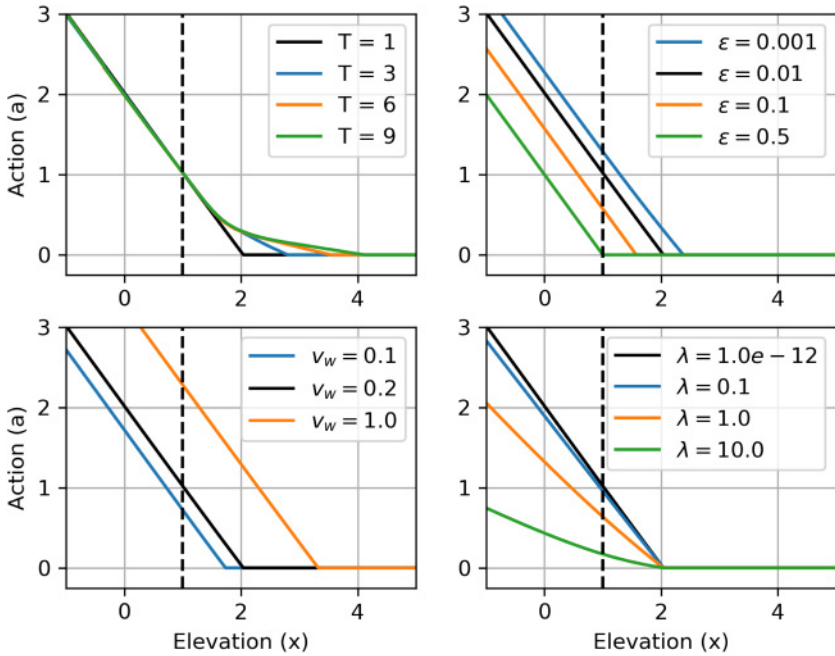 Action (a)
3
2
1
0
0
2
4
T = 1
T = 3
T = 6
T = 9
3
2
1
0
0
2
4
ε = 0.001
ε = 0.01
ε = 0.1
ε = 0.5
Action (a)
3
2
1
0
0
2
4
Elevation (x)
v_w = 0.1
v_w = 0.2
v_w = 1.0
3
2
1
0
0
2
4
Elevation (x)
λ = 1.0e − 12
λ = 0.1
λ = 1.0
λ = 10.0